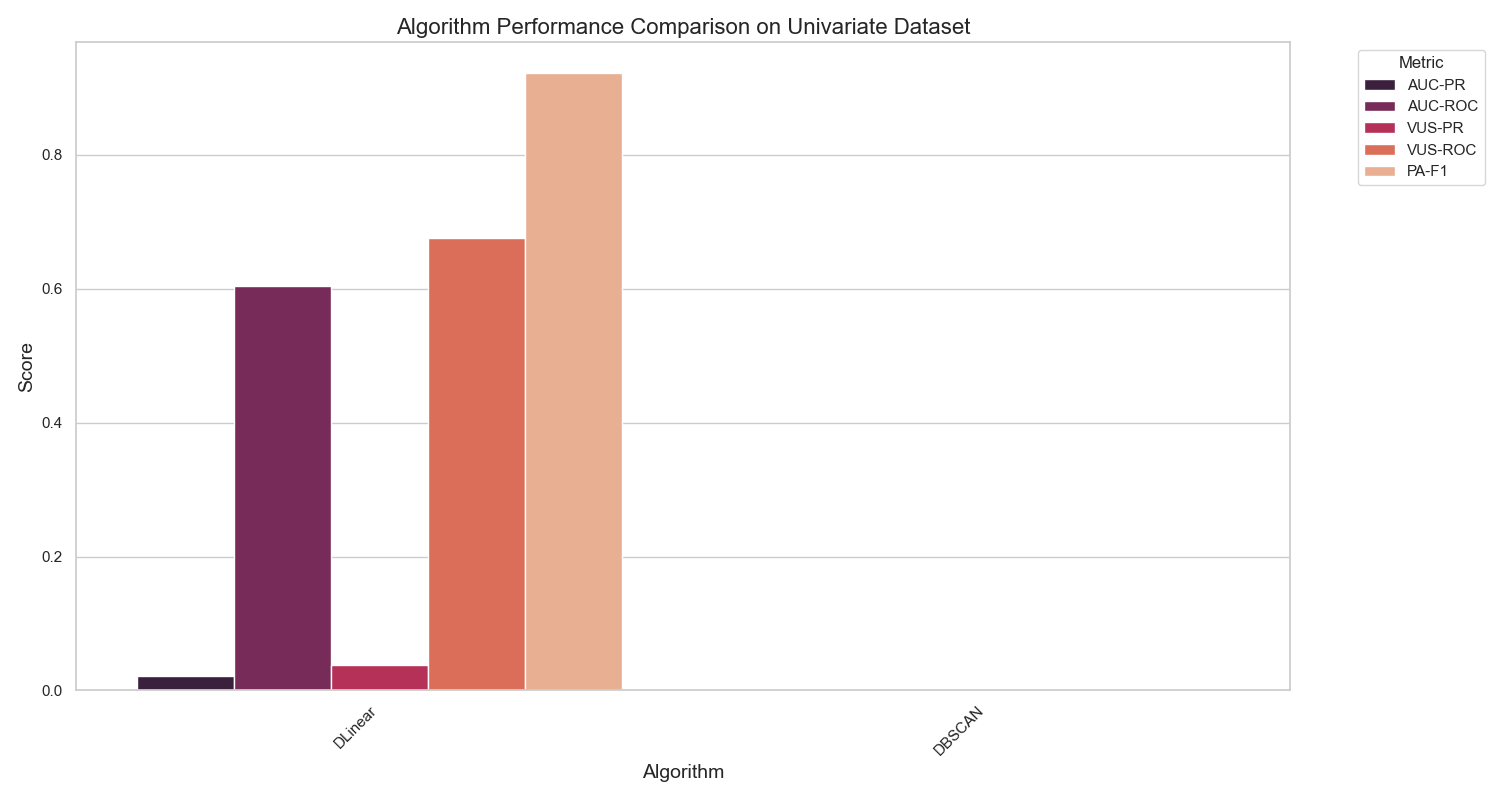 Algorithm Performance Comparison on Univariate Dataset
Metric
AUC-PR
AUC-ROC
VUS-PR
VUS-ROC
PA-F1
Score
0.8
0.6
0.4
0.2
0.0
DLinear
DBSCAN
Algorithm